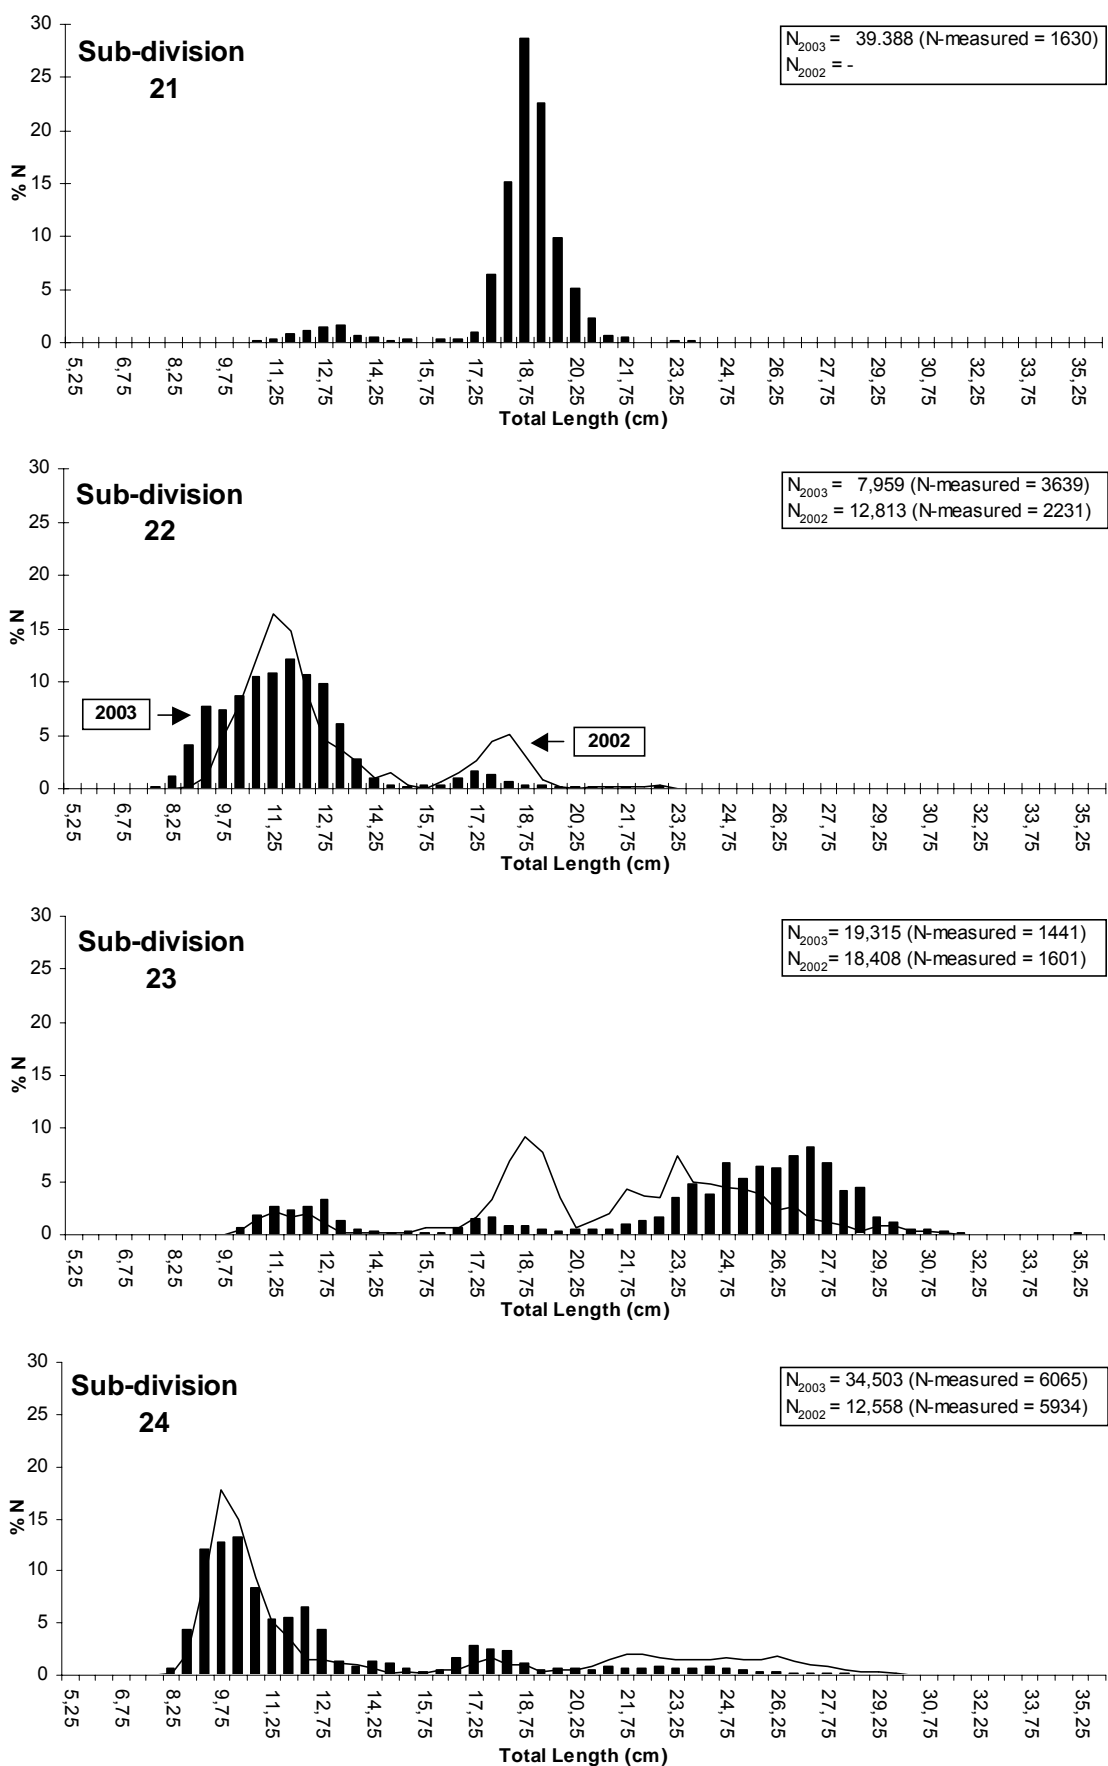 Sub-division
21
N2003 = 39.388 (N-measured = 1630)
N2002 = -
30
25
20
15
10
5
0
% N
5,25 6,75 8,25 9,75 11,25 12,75 14,25 15,75 17,25 18,75 20,25 21,75 23,25 24,75 26,25 27,75 29,25 30,75 32,25 33,75 35,25
Total Length (cm)
Sub-division
22
N2003 = 7,959 (N-measured = 3639)
N2002 = 12,813 (N-measured = 2231)
30
25
20
15
10
5
0
% N
2003
2002
5,25 6,75 8,25 9,75 11,25 12,75 14,25 15,75 17,25 18,75 20,25 21,75 23,25 24,75 26,25 27,75 29,25 30,75 32,25 33,75 35,25
Total Length (cm)
Sub-division
23
N2003 = 19,315 (N-measured = 1441)
N2002 = 18,408 (N-measured = 1601)
30
25
20
15
10
5
0
% N
5,25 6,75 8,25 9,75 11,25 12,75 14,25 15,75 17,25 18,75 20,25 21,75 23,25 24,75 26,25 27,75 29,25 30,75 32,25 33,75 35,25
Total Length (cm)
Sub-division
24
N2003 = 34,503 (N-measured = 6065)
N2002 = 12,558 (N-measured = 5934)
30
25
20
15
10
5
0
% N
5,25 6,75 8,25 9,75 11,25 12,75 14,25 15,75 17,25 18,75 20,25 21,75 23,25 24,75 26,25 27,75 29,25 30,75 32,25 33,75 35,25
Total Length (cm)